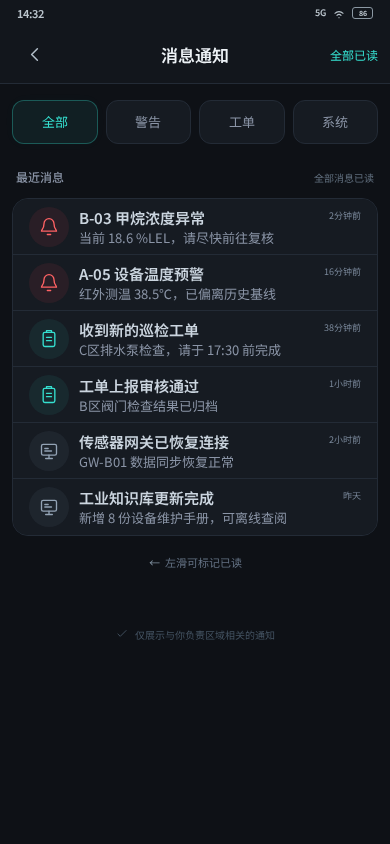 14:32
5G
86
消息通知
全部已读
全部
警告
工单
系统
最近消息
全部消息已读
B-03 甲烷浓度异常
2分钟前
当前 18.6 %LEL，请尽快前往复核
A-05 设备温度预警
16分钟前
红外测温 38.5°C，已偏离历史基线
收到新的巡检工单
38分钟前
C区排水泵检查，请于 17:30 前完成
工单上报审核通过
1小时前
B区阀门检查结果已归档
传感器网关已恢复连接
2小时前
GW-B01 数据同步恢复正常
工业知识库更新完成
昨天
新增 8 份设备维护手册，可离线查阅
← 左滑可标记已读
仅展示与你负责区域相关的通知